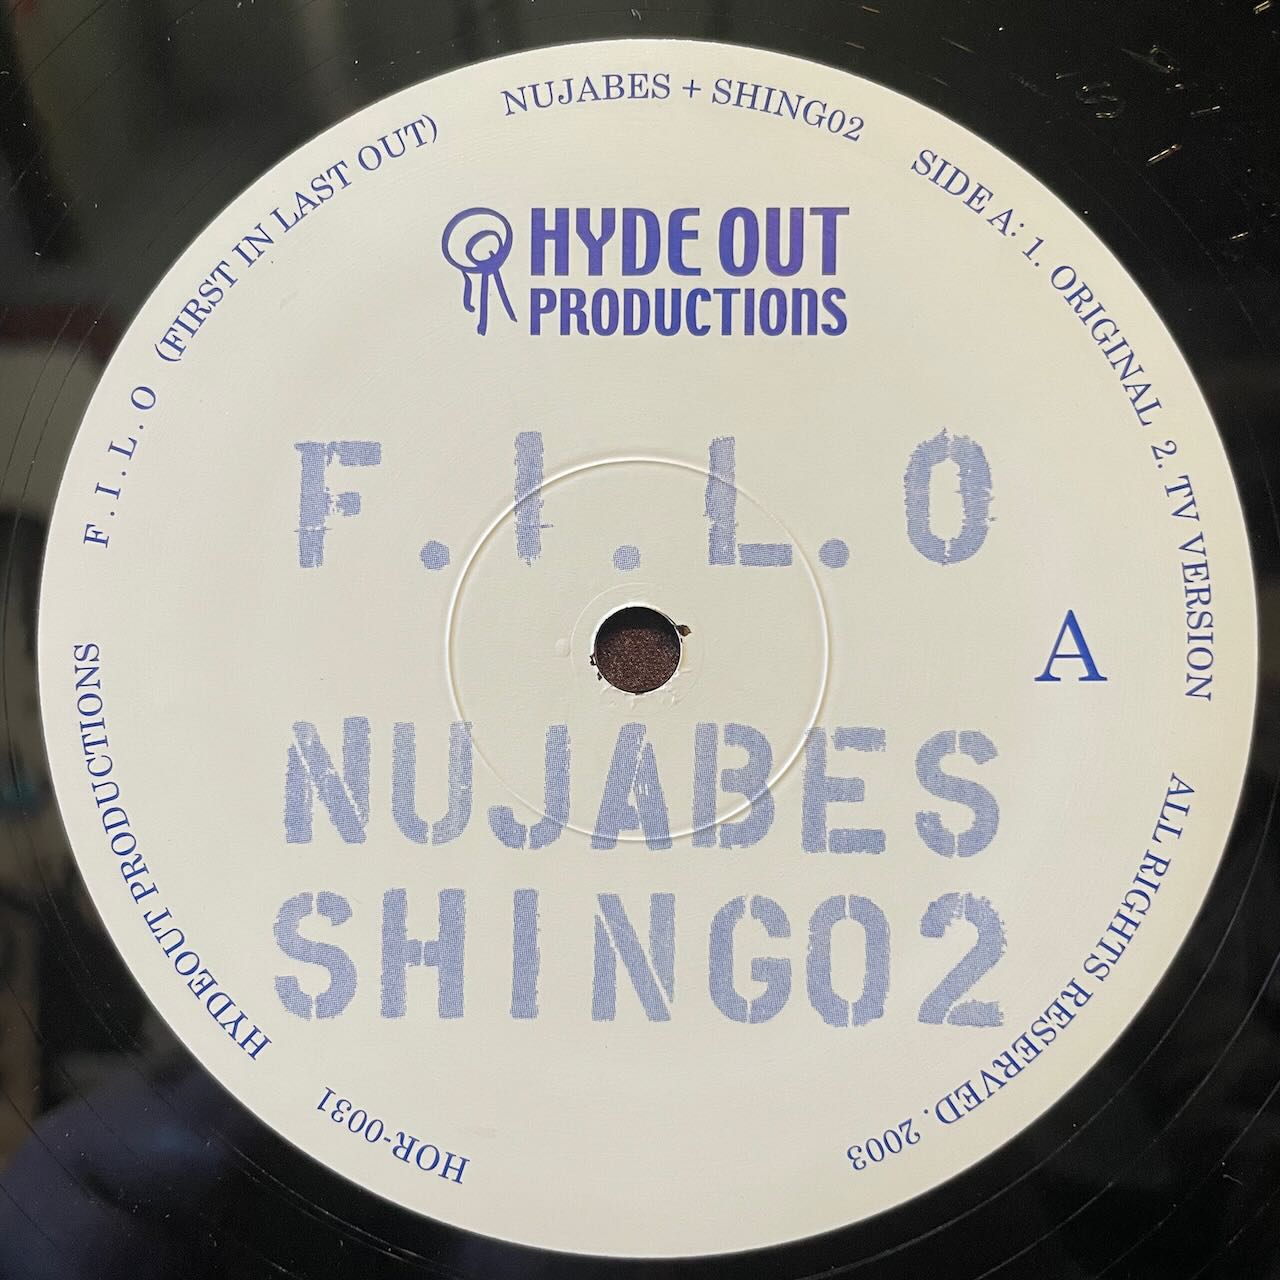 F.I.L.O (FIRST IN LAST OUT)
NUJABES + SHING02
SIDE A: 1. ORIGINAL 2. TV VERSION
ALL RIGHTS RESERVED. 2003
HOR-0031
HYDEOUT PRODUCTIONS
HYDE OUT
PRODUCTIONS
F.I.L.O
A
NUJABES
SHING02